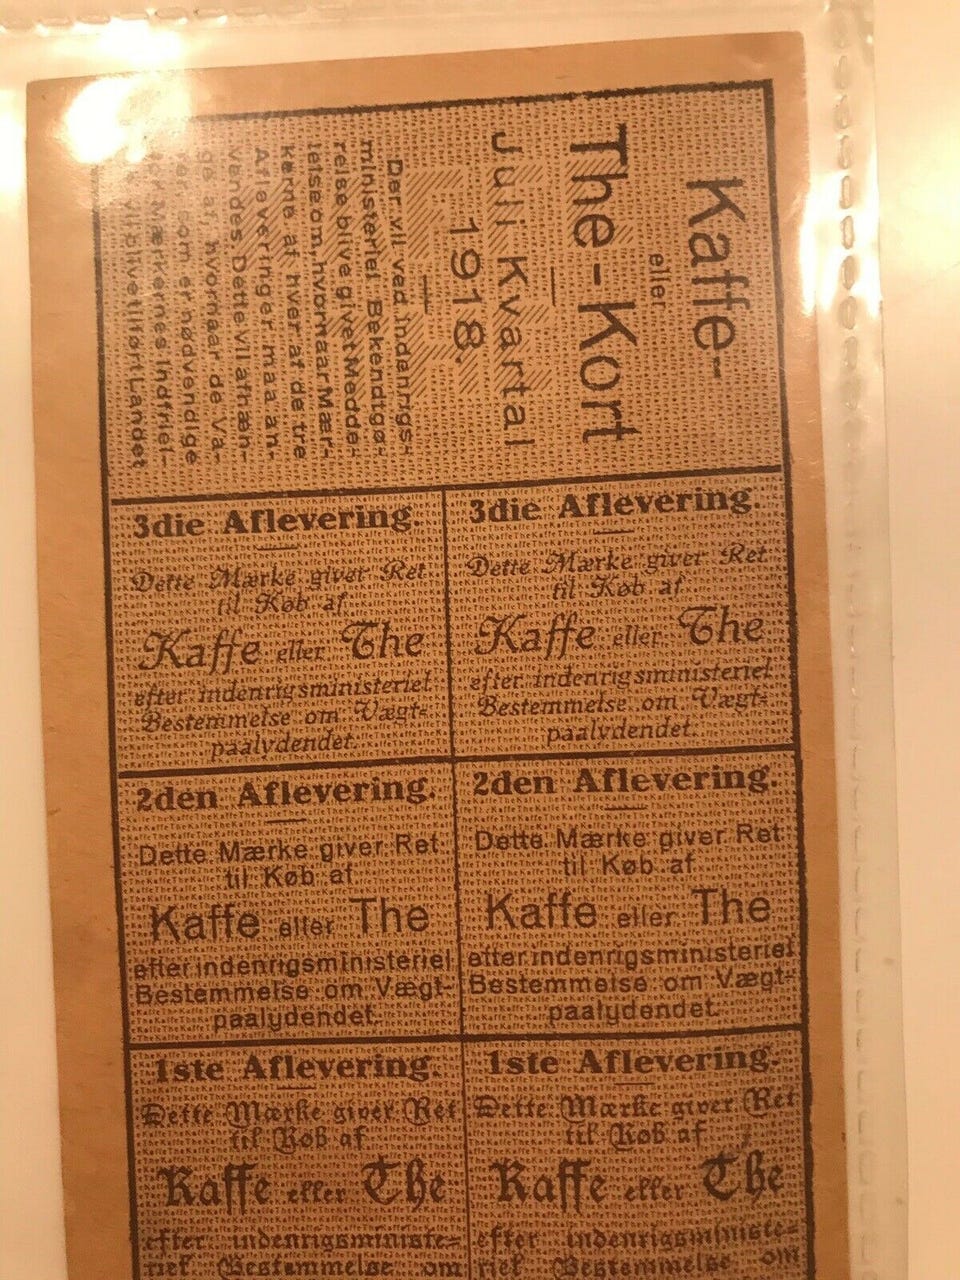 Kaffe-
eller
The-Kort
Juli Kvartal
1918.
Der vil ved Indenrigs-
ministeriel Bekendtgø-
relse blive givet Medde-
lelse om, hvornaar Mær-
kerne af hver af de tre
Afleveringer maa an-
vendes. Dette vil afhæn-
ge af, hvornaar de Va-
rer, som er nødvendige
Mærkernes Indfriel-
vil blive tilført Landet
3die Aflevering.
Dette Mærke giver Ret
til Køb af
Kaffe eller The
efter indenrigsministeriel
Bestemmelse om Vægt-
paalydendet.
3die Aflevering.
Dette Mærke giver Ret
til Køb af
Kaffe eller The
efter indenrigsministeriel
Bestemmelse om Vægt-
paalydendet.
2den Aflevering.
Dette Mærke giver Ret
til Køb af
Kaffe eller The
efter indenrigsministeriel
Bestemmelse om Vægt-
paalydendet.
2den Aflevering.
Dette Mærke giver Ret
til Køb af
Kaffe eller The
efter indenrigsministeriel
Bestemmelse om Vægt-
paalydendet.
1ste Aflevering.
Dette Mærke giver Ret
til Køb af
Kaffe eller The
efter indenrigsministe-
riel Bestemmelse om
1ste Aflevering.
Dette Mærke giver Ret
til Køb af
Kaffe eller The
efter indenrigsministe-
riel Bestemmelse om